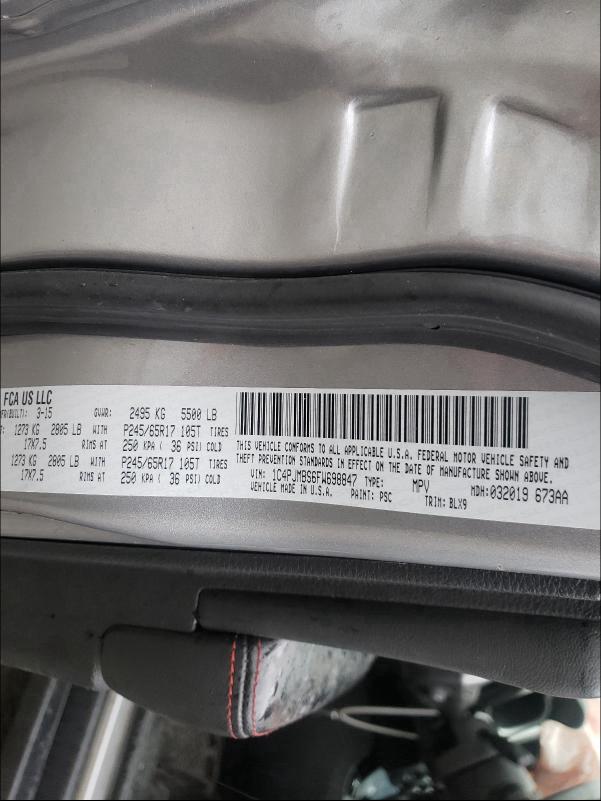 FCA US LLC
MFR(BUILT): 3-15 GVWR: 2495 KG 5500 LB
1273 KG 2805 LB WITH P245/65R17 105T TIRES
17X7.5 RIMS AT 250 KPA ( 36 PSI) COLD
1273 KG 2805 LB WITH P245/65R17 105T TIRES
17X7.5 RIMS AT 250 KPA ( 36 PSI) COLD
THIS VEHICLE CONFORMS TO ALL APPLICABLE U.S.A. FEDERAL MOTOR VEHICLE SAFETY AND
THEFT PREVENTION STANDARDS IN EFFECT ON THE DATE OF MANUFACTURE SHOWN ABOVE.
VIN: 1C4PJMBS6FW698847 TYPE: MPV MDH: 032019 673AA
VEHICLE MADE IN U.S.A. PAINT: PSC TRIM: BLX9